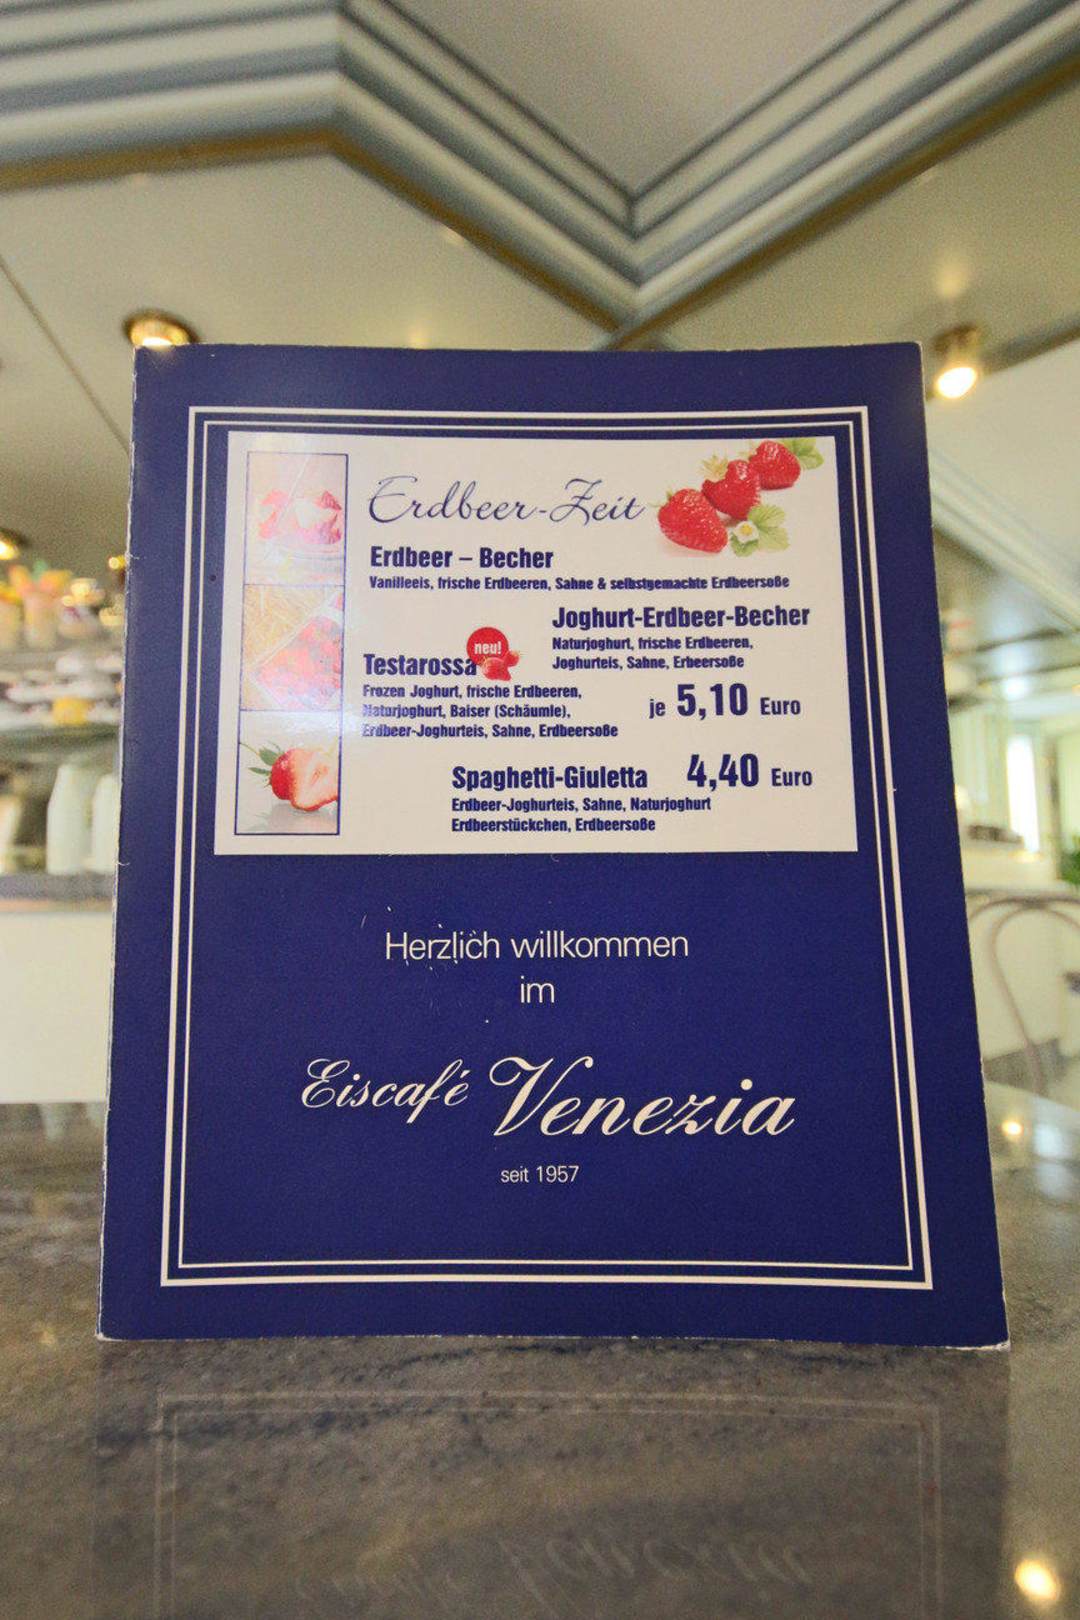 Erdbeer-Zeit
Erdbeer – Becher
Vanilleeis, frische Erdbeeren, Sahne & selbstgemachte Erdbeersoße
Joghurt-Erdbeer-Becher
Naturjoghurt, frische Erdbeeren,
Joghurteis, Sahne, Erbeersoße
neu!
Testarossa
Frozen Joghurt, frische Erdbeeren,
Naturjoghurt, Baiser (Schäumle),
Erdbeer-Joghurteis, Sahne, Erdbeersoße
je 5,10 Euro
Spaghetti-Giuletta 4,40 Euro
Erdbeer-Joghurteis, Sahne, Naturjoghurt
Erdbeerstückchen, Erdbeersoße
Herzlich willkommen
im
Eiscafé Venezia
seit 1957